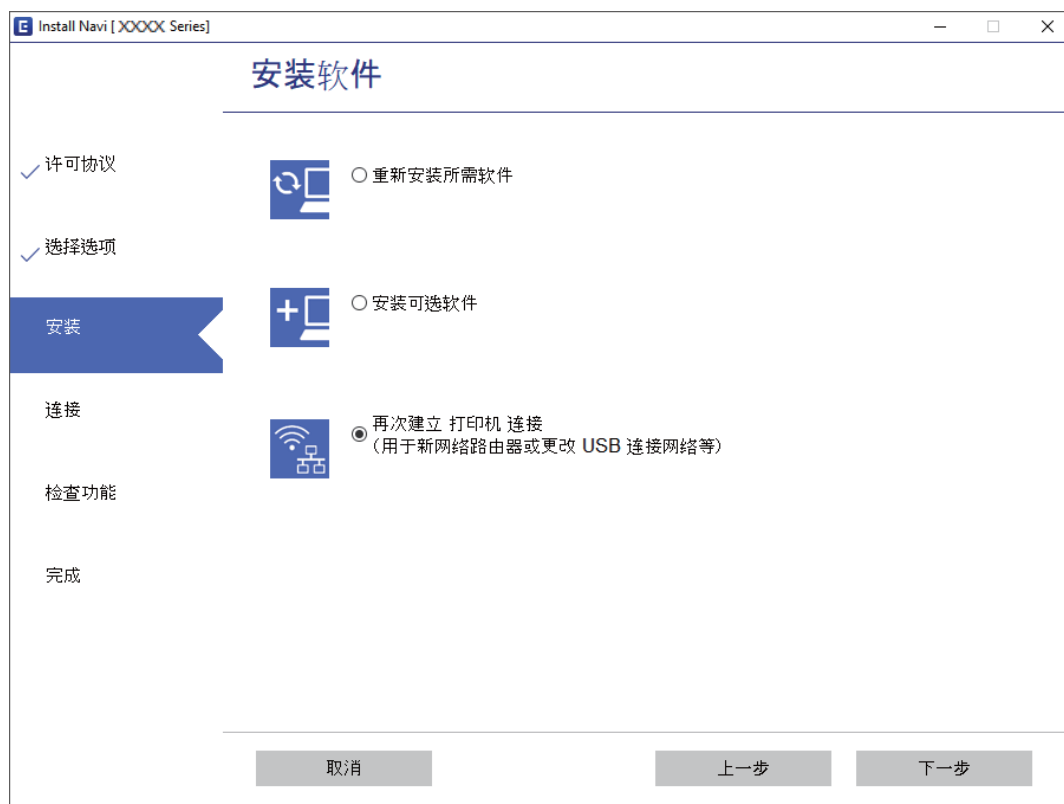 Install Navi [ XXXX Series]
安装软件
许可协议
选择选项
安装
连接
检查功能
完成
重新安装所需软件
安装可选软件
再次建立 打印机 连接
(用于新网络路由器或更改 USB 连接网络等)
取消
上一步
下一步